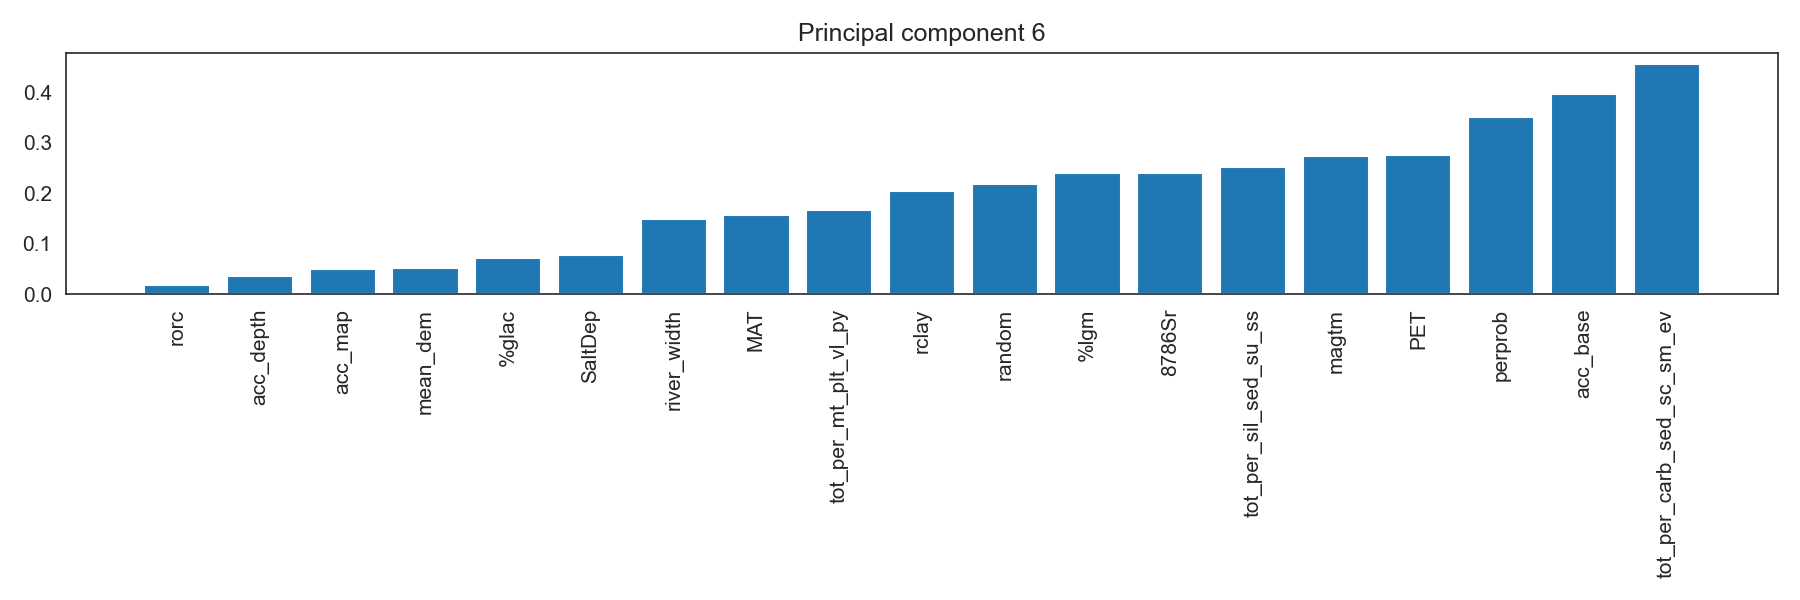 Principal component 6
0.4
0.3
0.2
0.1
0.0
rorc
acc_depth
acc_map
mean_dem
%glac
SaltDep
river_width
MAT
tot_per_mt_plt_vl_py
rclay
random
%lgm
8786Sr
tot_per_sil_sed_su_ss
magtm
PET
perprob
acc_base
tot_per_carb_sed_sc_sm_ev